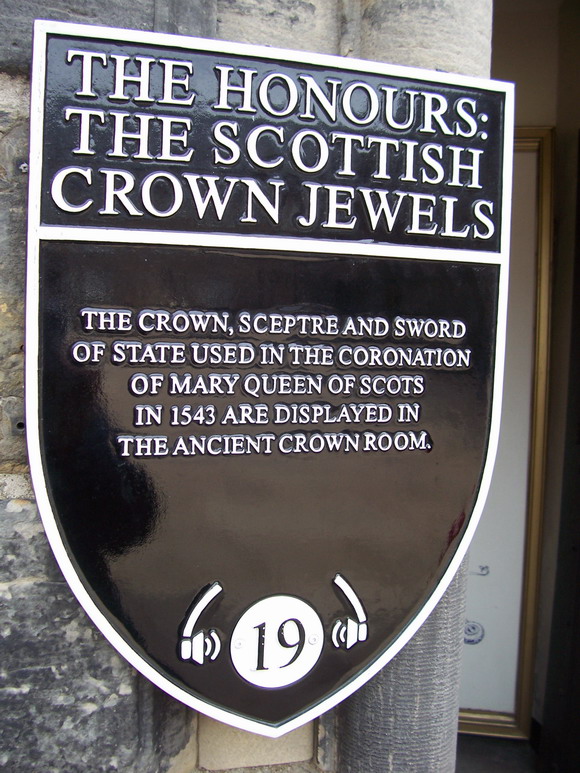 THE HONOURS:
THE SCOTTISH
CROWN JEWELS
THE CROWN, SCEPTRE AND SWORD
OF STATE USED IN THE CORONATION
OF MARY QUEEN OF SCOTS
IN 1543 ARE DISPLAYED IN
THE ANCIENT CROWN ROOM.
19